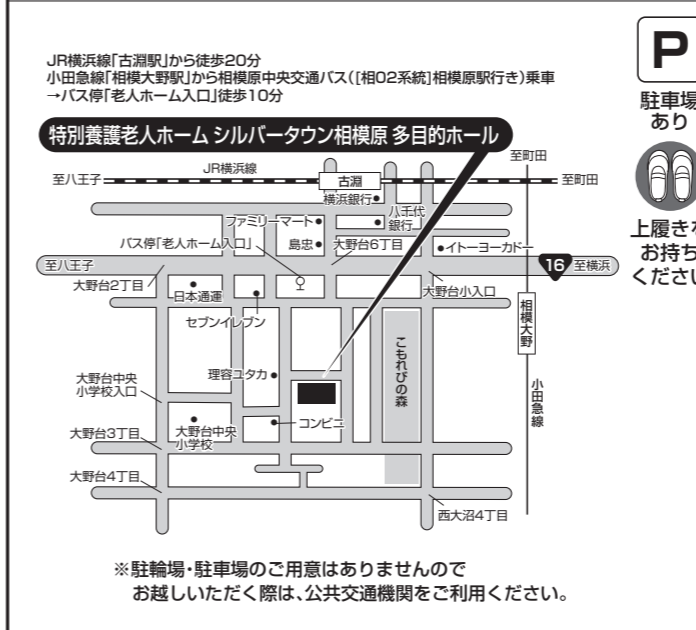 JR横浜線「古淵駅」から徒歩20分
小田急線「相模大野駅」から相模原中央交通バス([相02系統]相模原駅行き)乗車
→バス停「老人ホーム入口」徒歩10分
P
駐車場
あり
上履きを
お持ち
ください
特別養護老人ホーム シルバータウン相模原 多目的ホール
至町田
JR横浜線
至八王子
古淵
至町田
横浜銀行
八千代
銀行
ファミリーマート
バス停「老人ホーム入口」
島忠
大野台6丁目
イトーヨーカドー
至八王子
16
至横浜
大野台2丁目
日本通運
大野台小入口
セブンイレブン
相模大野
こもれびの森
理容ユタカ
大野台中央
小学校入口
小田急線
コンビニ
大野台3丁目
大野台中央
小学校
大野台4丁目
西大沼4丁目
※駐輪場・駐車場のご用意はありませんので
お越しいただく際は、公共交通機関をご利用ください。